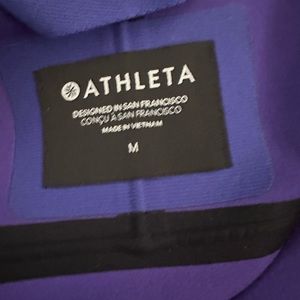 ATHLETA
DESIGNED IN SAN FRANCISCO
CONÇU À SAN FRANCISCO
MADE IN VIETNAM
M